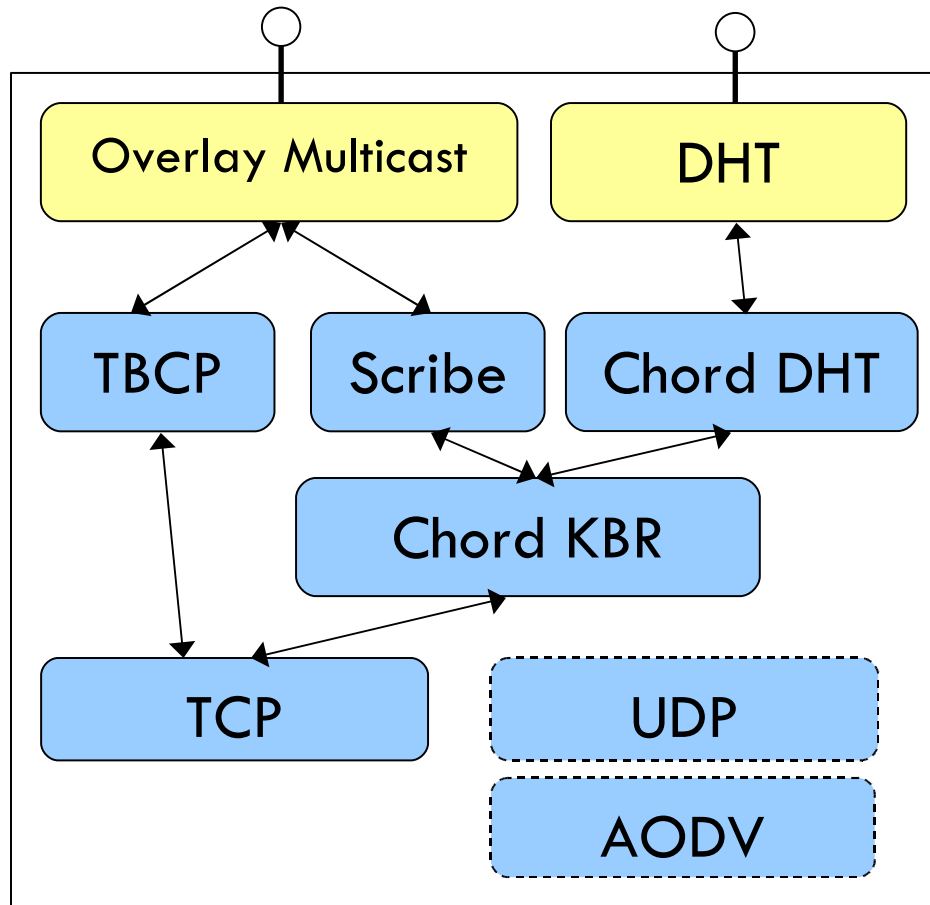 Overlay Multicast
DHT
TBCP
Scribe
Chord DHT
Chord KBR
TCP
UDP
AODV